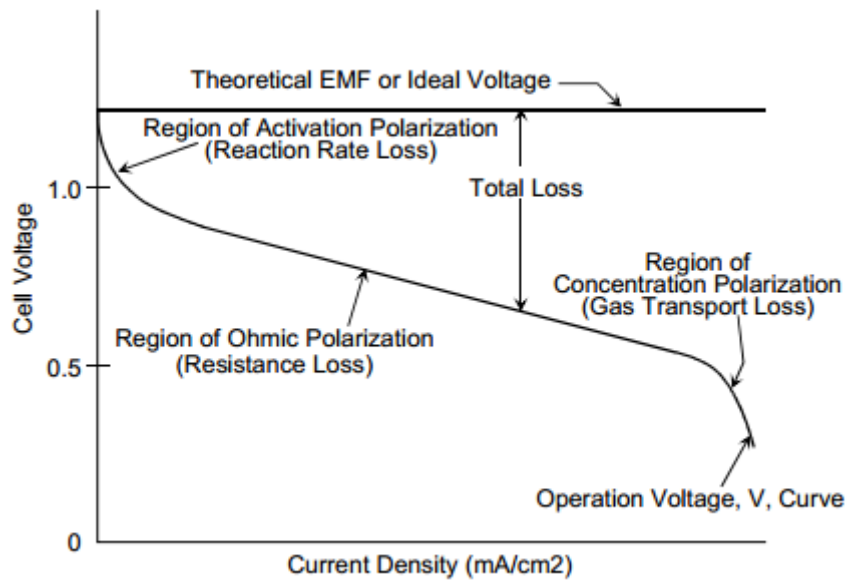 Theoretical EMF or Ideal Voltage
Region of Activation Polarization
(Reaction Rate Loss)
1.0
Total Loss
Region of
Concentration Polarization
(Gas Transport Loss)
Cell Voltage
Region of Ohmic Polarization
(Resistance Loss)
0.5
Operation Voltage, V, Curve
0
Current Density (mA/cm2)